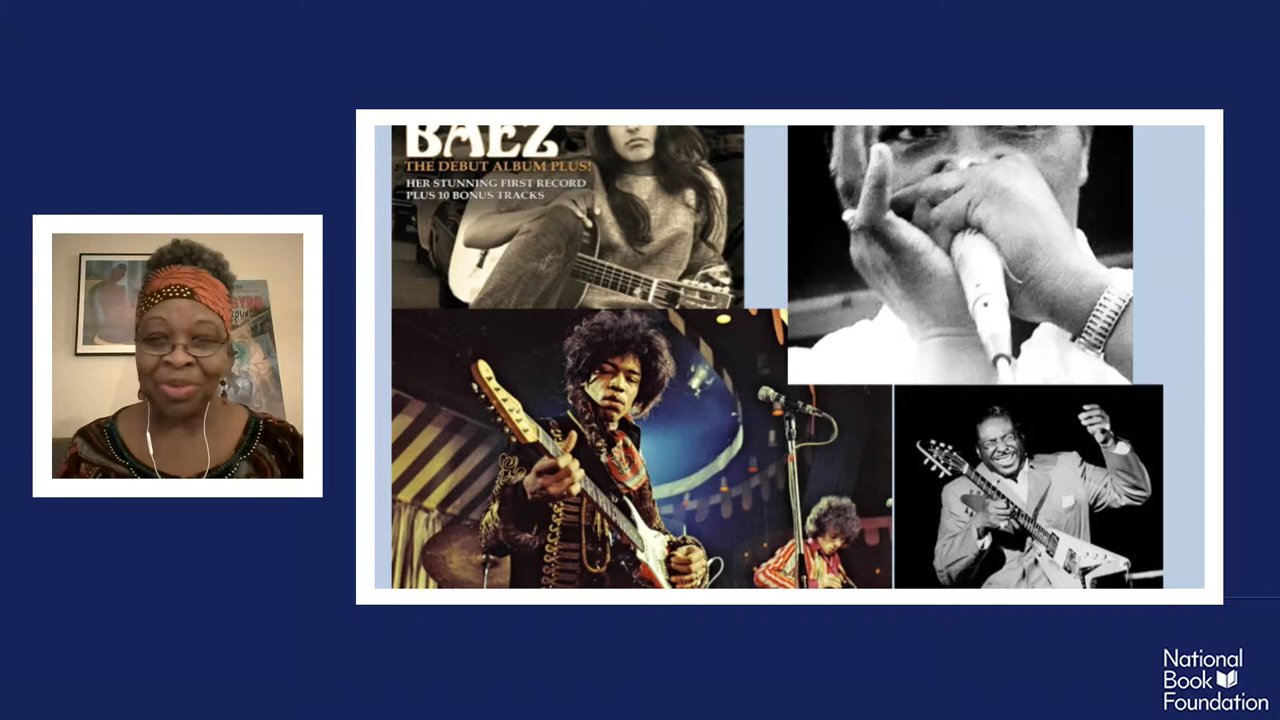 BAEZ
THE DEBUT ALBUM PLUS!
HER STUNNING FIRST RECORD
PLUS 10 BONUS TRACKS
National
Book
Foundation